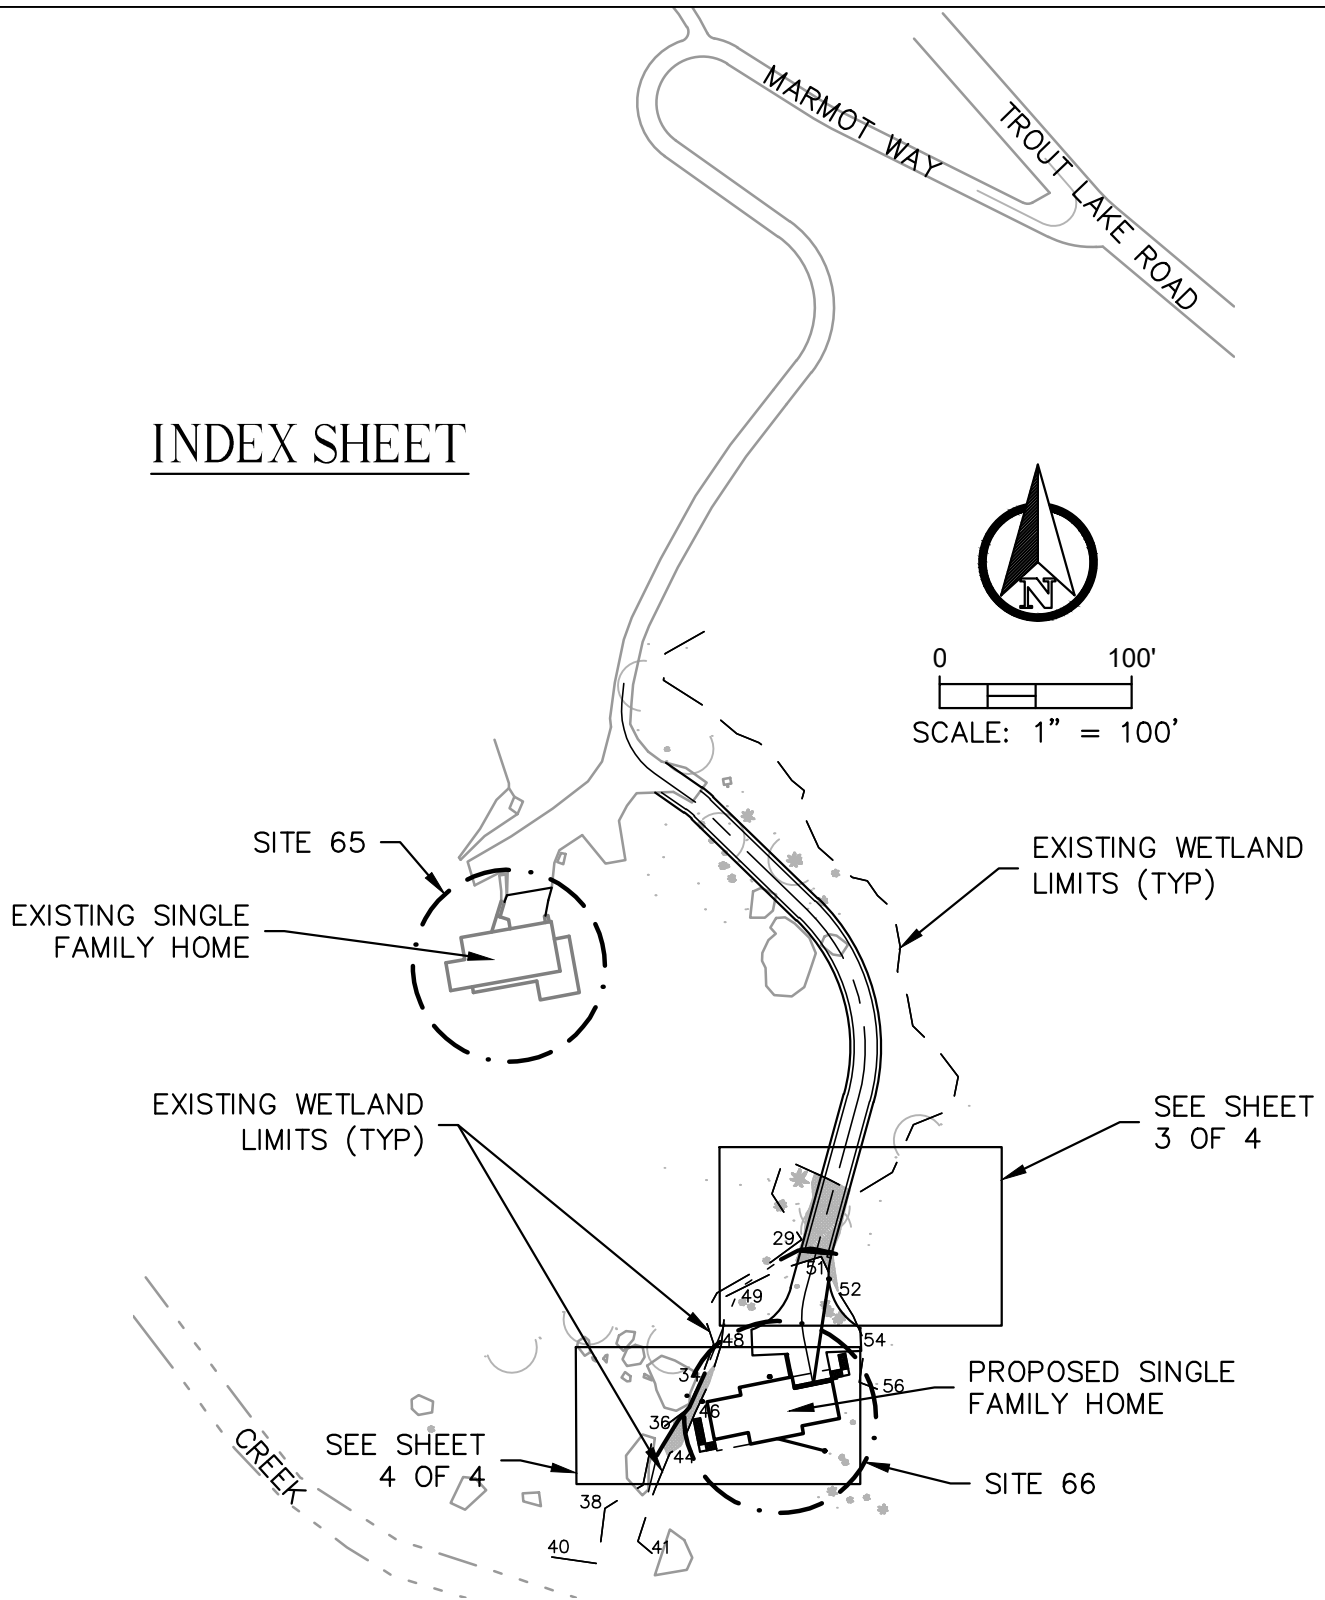 MARMOT WAY
TROUT LAKE ROAD
INDEX SHEET
N
0 100'
SCALE: 1” = 100’
SITE 65
EXISTING SINGLE
FAMILY HOME
EXISTING WETLAND
LIMITS (TYP)
EXISTING WETLAND
LIMITS (TYP)
SEE SHEET
3 OF 4
29
51
52
49
48
54
34
56
46
36
44
PROPOSED SINGLE
FAMILY HOME
SEE SHEET
4 OF 4
SITE 66
CREEK
38
40
41